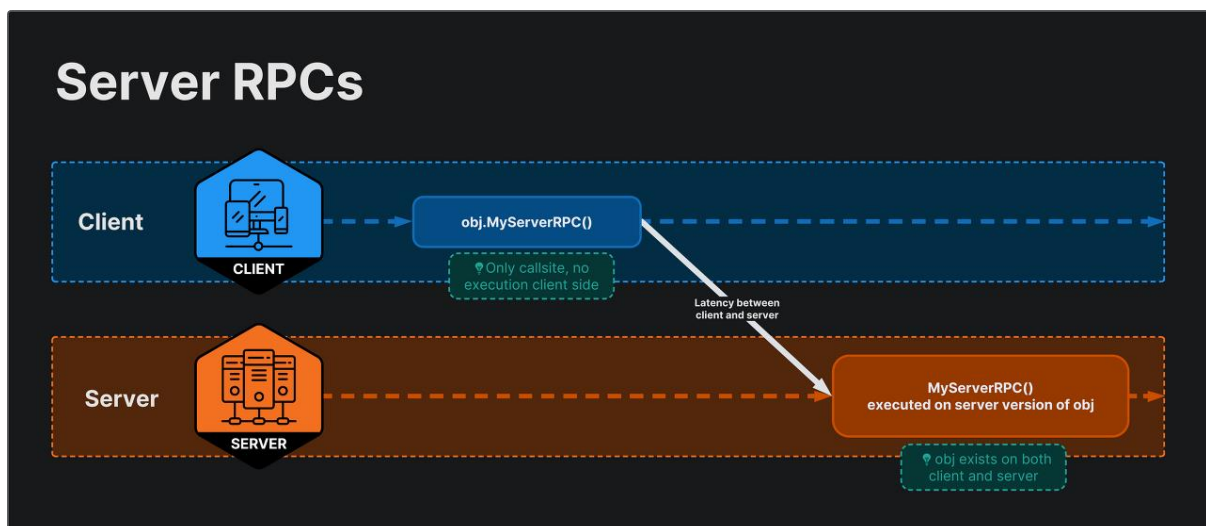 Server RPCs
Client
CLIENT
obj.MyServerRPC()
Only callsite, no
execution client side
Latency between
client and server
Server
SERVER
MyServerRPC()
executed on server version of obj
obj exists on both
client and server